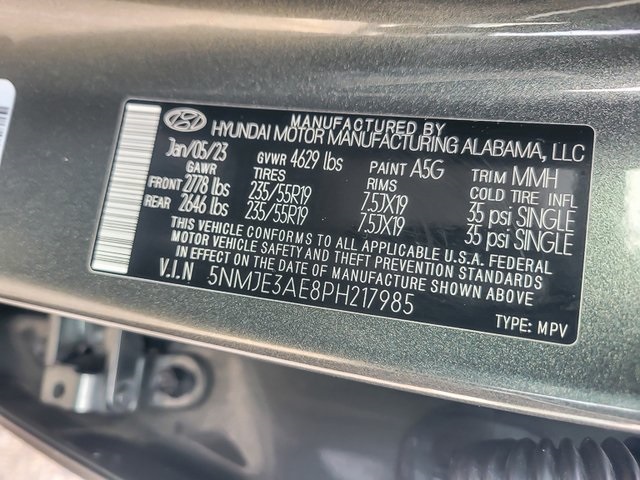 MANUFACTURED BY
HYUNDAI MOTOR MANUFACTURING ALABAMA, LLC
Jan/05/23 GVWR 4629 lbs PAINT A5G TRIM MMH
GAWR TIRES RIMS COLD TIRE INFL
FRONT 2778 lbs 235/55R19 7.5JX19 35 psi SINGLE
REAR 2646 lbs 235/55R19 7.5JX19 35 psi SINGLE
THIS VEHICLE CONFORMS TO ALL APPLICABLE U.S.A. FEDERAL
MOTOR VEHICLE SAFETY AND THEFT PREVENTION STANDARDS
IN EFFECT ON THE DATE OF MANUFACTURE SHOWN ABOVE
V.I.N 5NMJE3AE8PH217985
TYPE: MPV